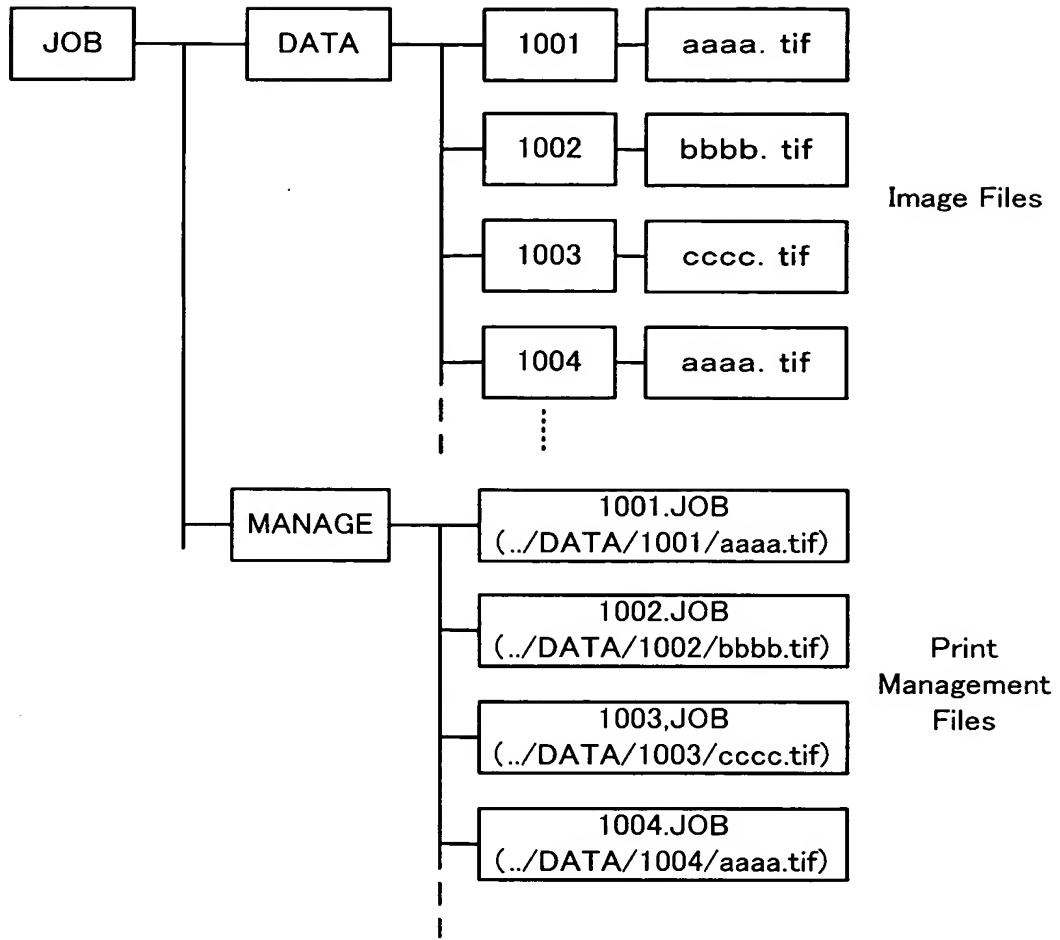 JOB
DATA
1001
aaaa. tif
1002
bbbb. tif
1003
cccc. tif
1004
aaaa. tif
Image Files
MANAGE
1001.JOB
(../DATA/1001/aaaa.tif)
1002.JOB
(../DATA/1002/bbbb.tif)
1003,JOB
(../DATA/1003/cccc.tif)
1004.JOB
(../DATA/1004/aaaa.tif)
Print
Management
Files